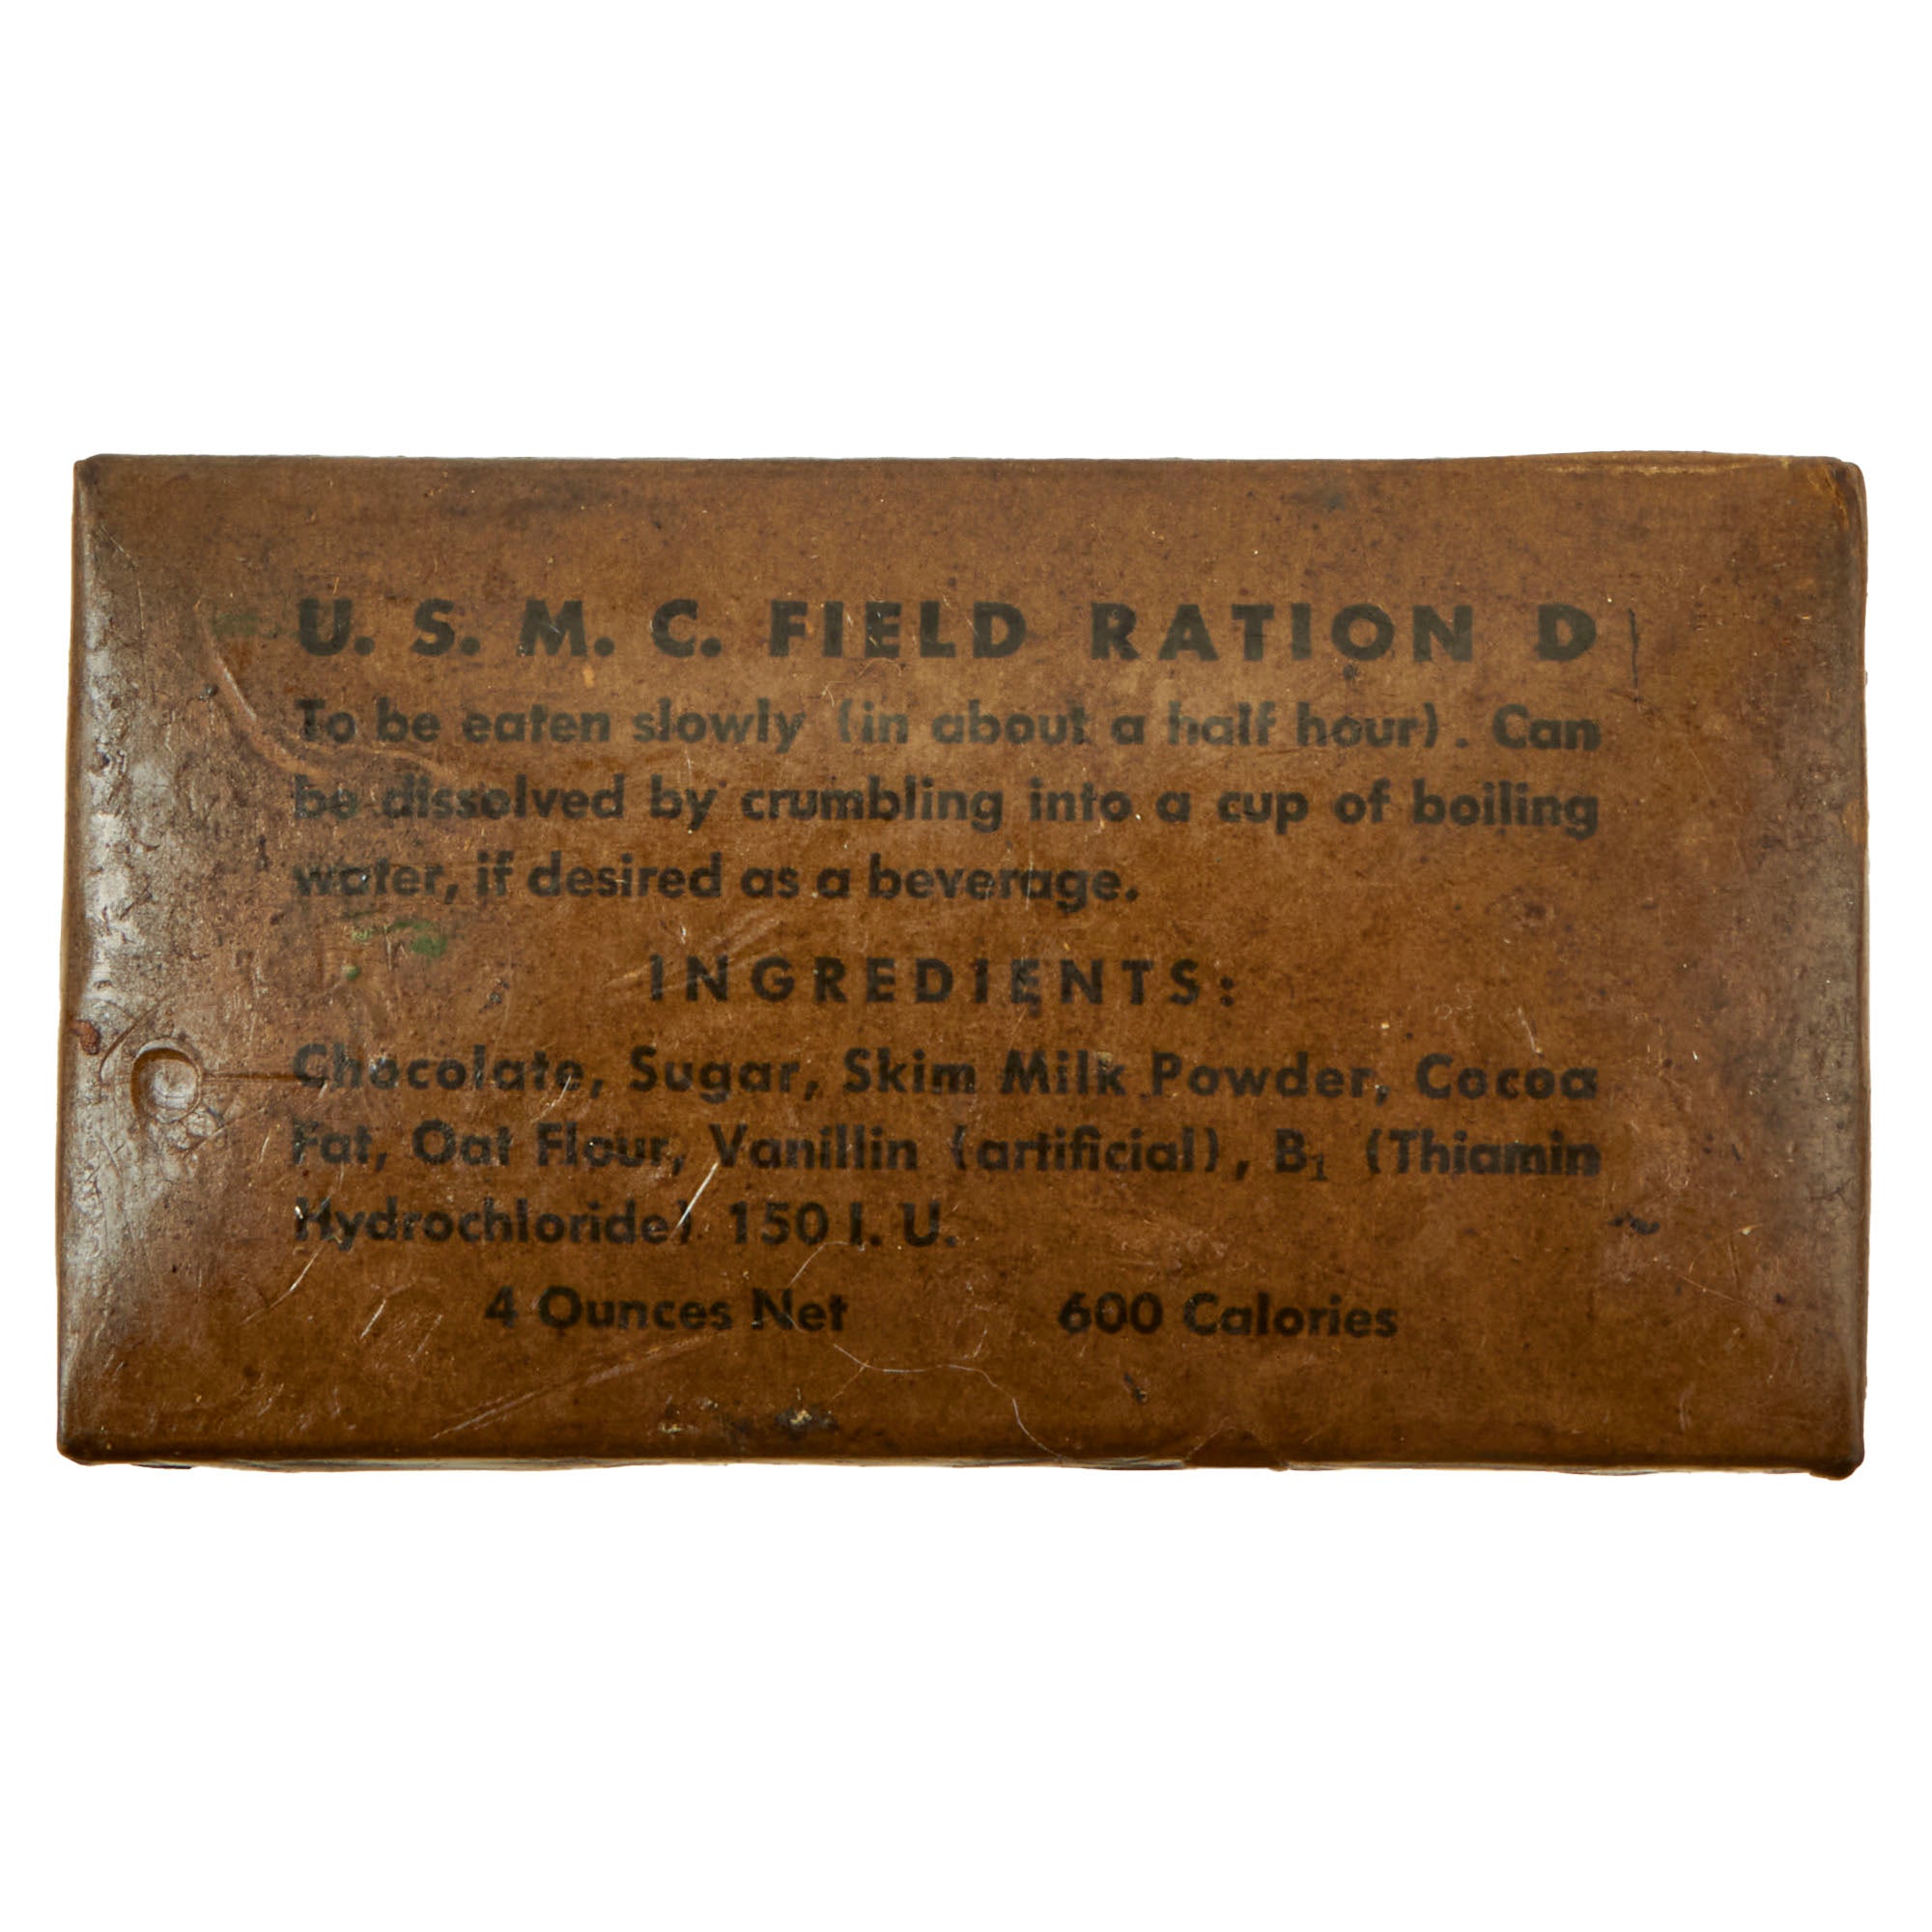 U. S. M. C. FIELD RATION D
To be eaten slowly (in about a half hour). Can
be dissolved by crumbling into a cup of boiling
water, if desired as a beverage.
INGREDIENTS:
Chocolate, Sugar, Skim Milk Powder, Cocoa
Fat, Oat Flour, Vanillin (artificial), B₁ (Thiamin
Hydrochloride) 150 I. U.
4 Ounces Net 600 Calories